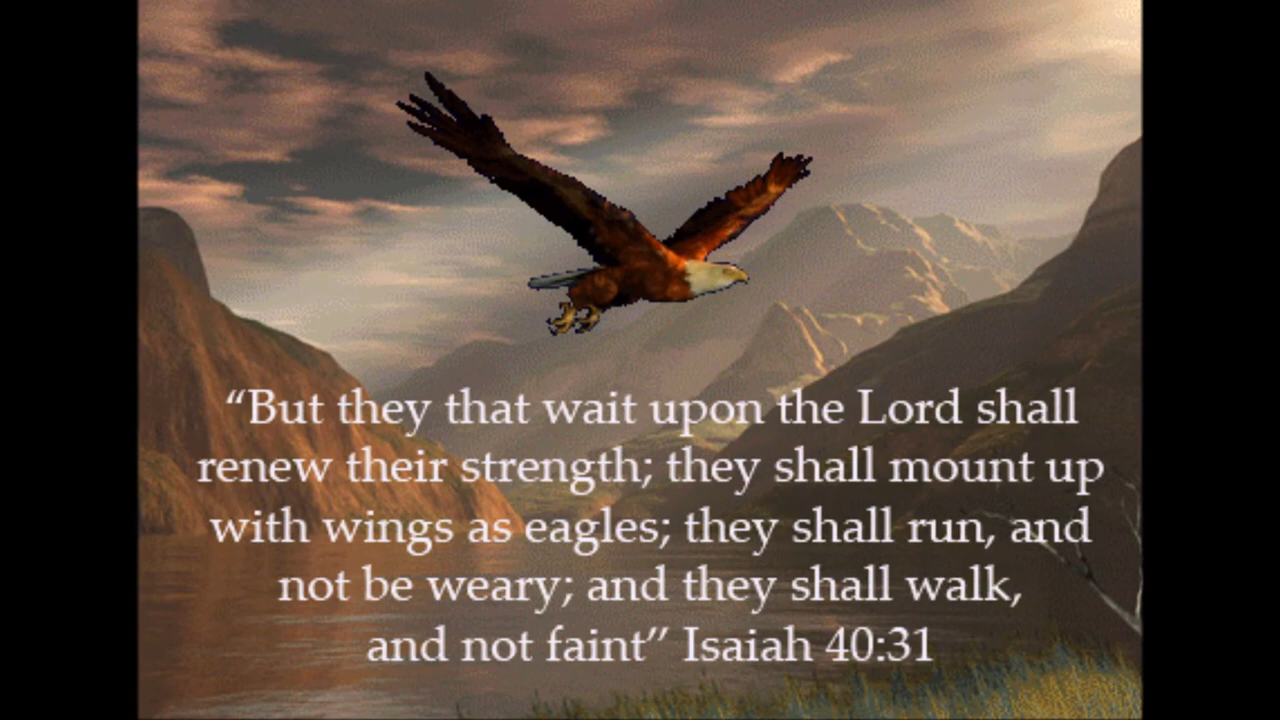 “But they that wait upon the Lord shall
renew their strength; they shall mount up
with wings as eagles; they shall run, and
not be weary; and they shall walk,
and not faint” Isaiah 40:31